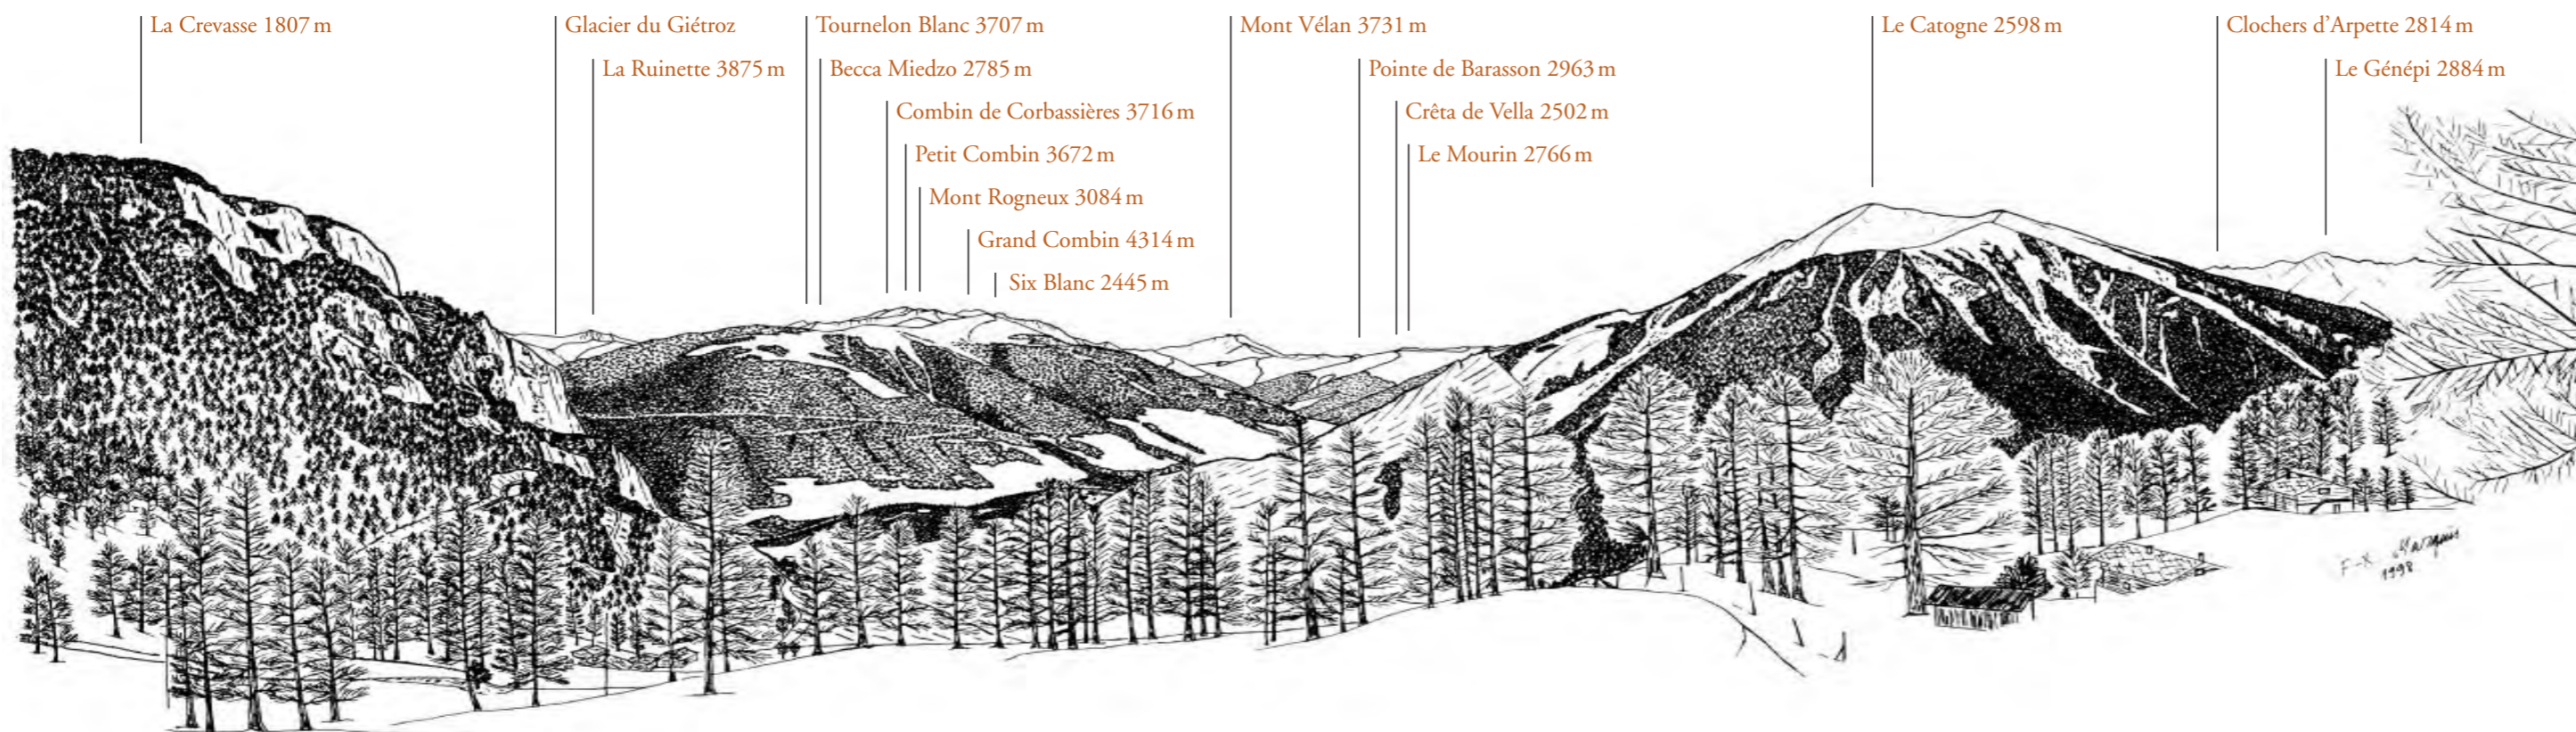 La Crevasse 1807 m
Glacier du Giétroz
Tournelon Blanc 3707 m
Mont Vélan 3731 m
Le Catogne 2598 m
Clochers d’Arpette 2814 m
La Ruinette 3875 m
Becca Miedzo 2785 m
Pointe de Barasson 2963 m
Le Génépi 2884 m
Combin de Corbassières 3716 m
Crêta de Vella 2502 m
Petit Combin 3672 m
Le Mourin 2766 m
Mont Rogneux 3084 m
Grand Combin 4314 m
Six Blanc 2445 m
F-X Marquis
1998